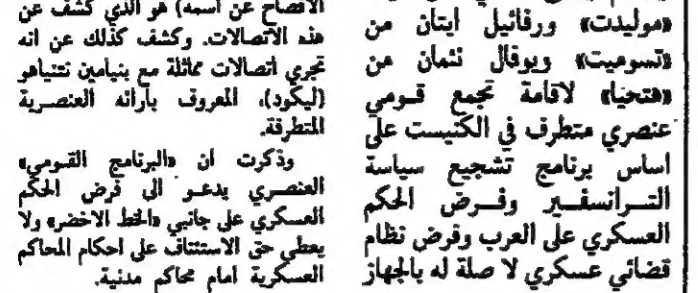 «موليدت» ورفائيل ايتان من
«تسوميت» ويوفال نئمان من
«هتحيا» لاقامة تجمع قومي
عنصري متطرف في الكنيست على
اساس برنامج تشجيع سياسة
الترانسفير وفرض الحكم
العسكري على العرب وفرض نظام
قضائي عسكري لا صلة له بالجهاز
الافصاح عن اسمه) هو الذي كشف عن
هذه الاتصالات. وكشف كذلك عن انه
تجري اتصالات مماثلة مع بنيامين نتنياهو
(ليكود)، المعروف بآرائه العنصرية
المتطرفة.
وذكرت ان «البرنامج القومي»
العنصري يدعو الى فرض الحكم
العسكري على جانبي «الخط الاخضر» ولا
يعطي حق الاستئناف على احكام المحاكم
العسكرية امام محاكم مدنية.